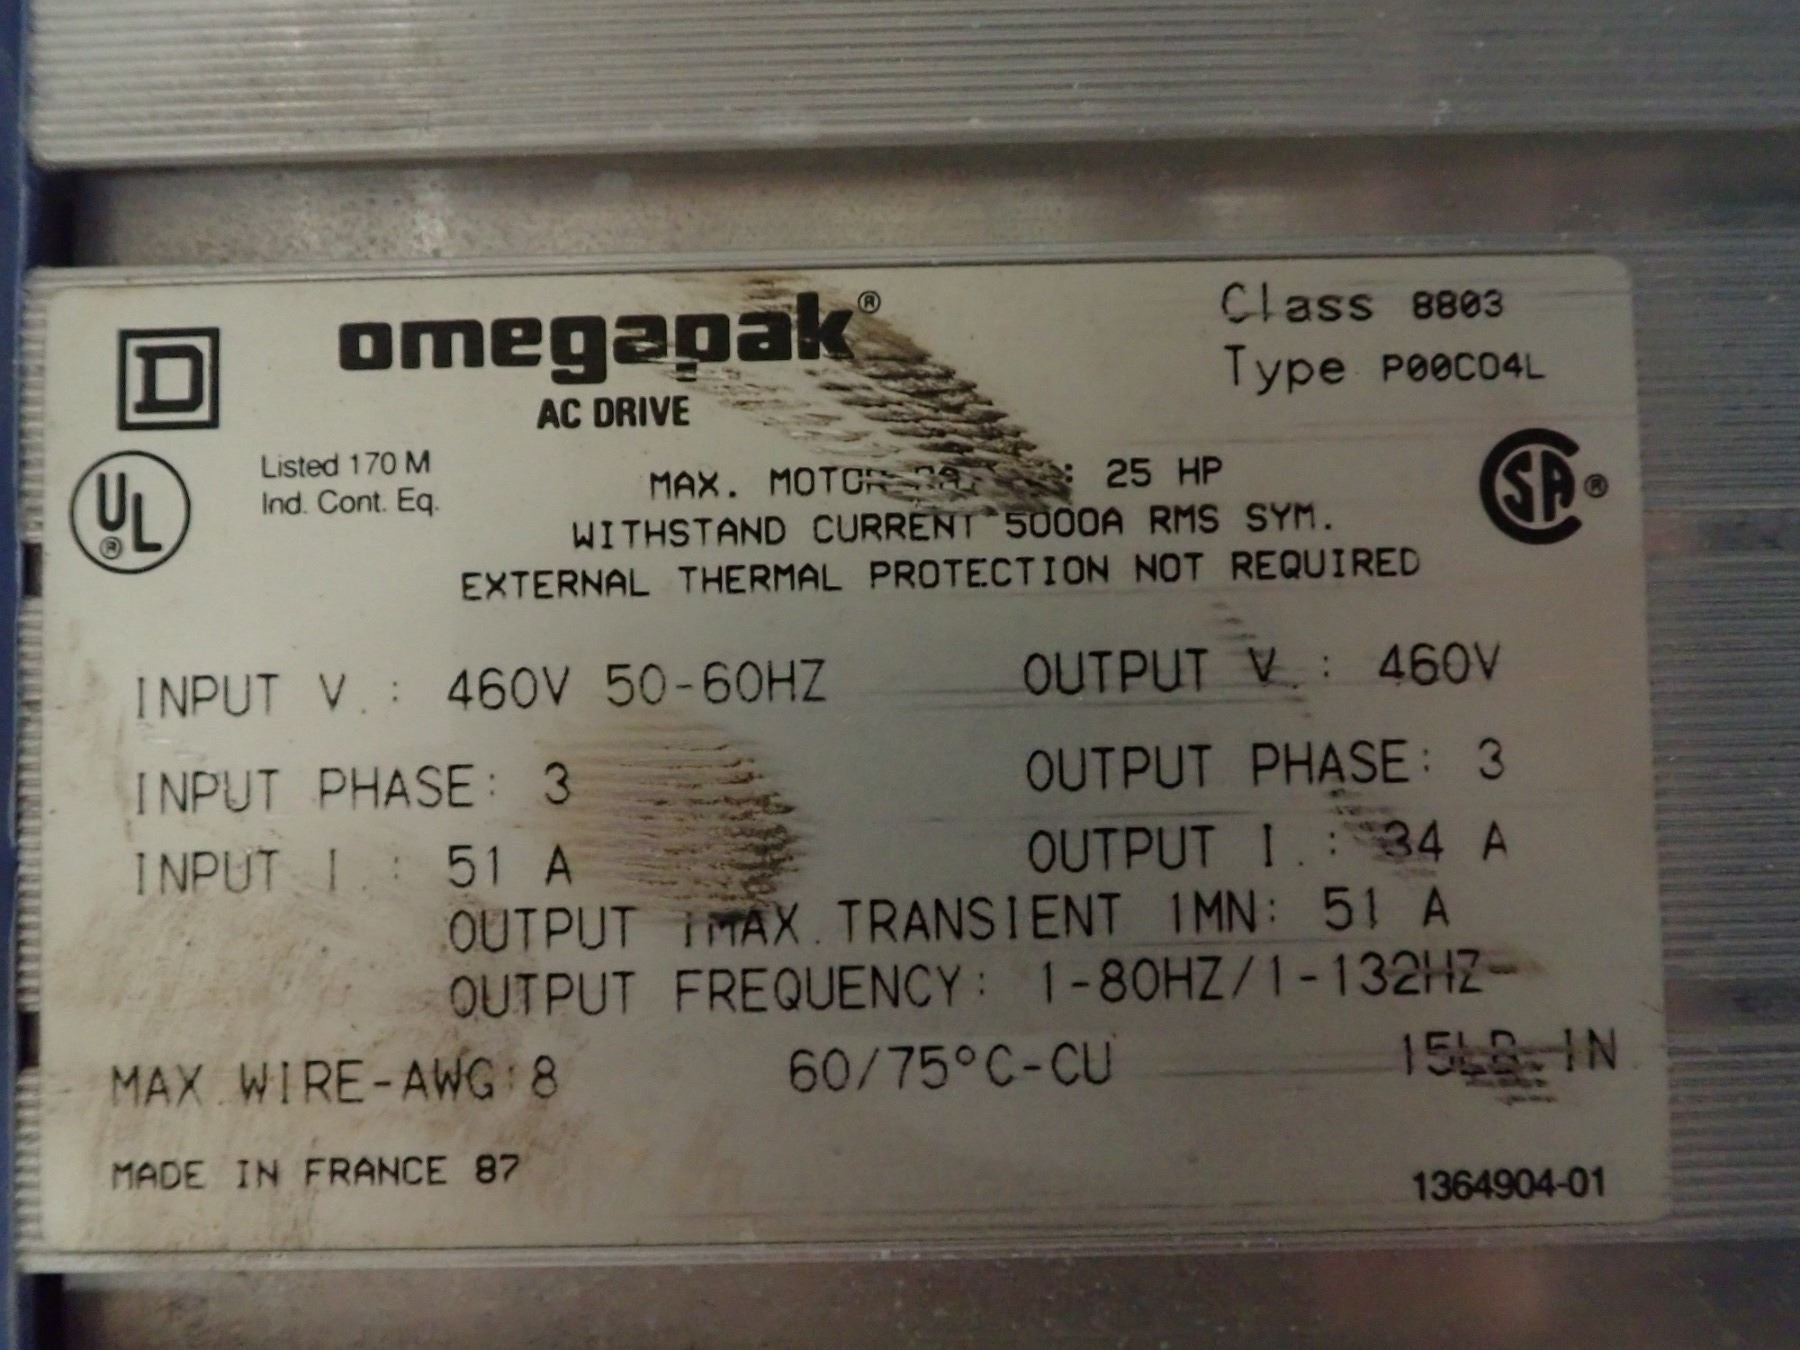 D
omegapak®
AC DRIVE
Class 8803
Type P00C04L
UL®
Listed 170 M
Ind. Cont. Eq.
SA®
MAX. MOTOR : 25 HP
WITHSTAND CURRENT 5000A RMS SYM.
EXTERNAL THERMAL PROTECTION NOT REQUIRED
INPUT V. : 460V 50-60HZ
OUTPUT V. : 460V
INPUT PHASE: 3
OUTPUT PHASE: 3
INPUT I. : 51 A
OUTPUT I. : 34 A
OUTPUT IMAX.TRANSIENT 1MN: 51 A
OUTPUT FREQUENCY: 1-80HZ/1-132HZ
MAX.WIRE-AWG:8 60/75°C-CU 15LB.IN
MADE IN FRANCE 87
1364904-01